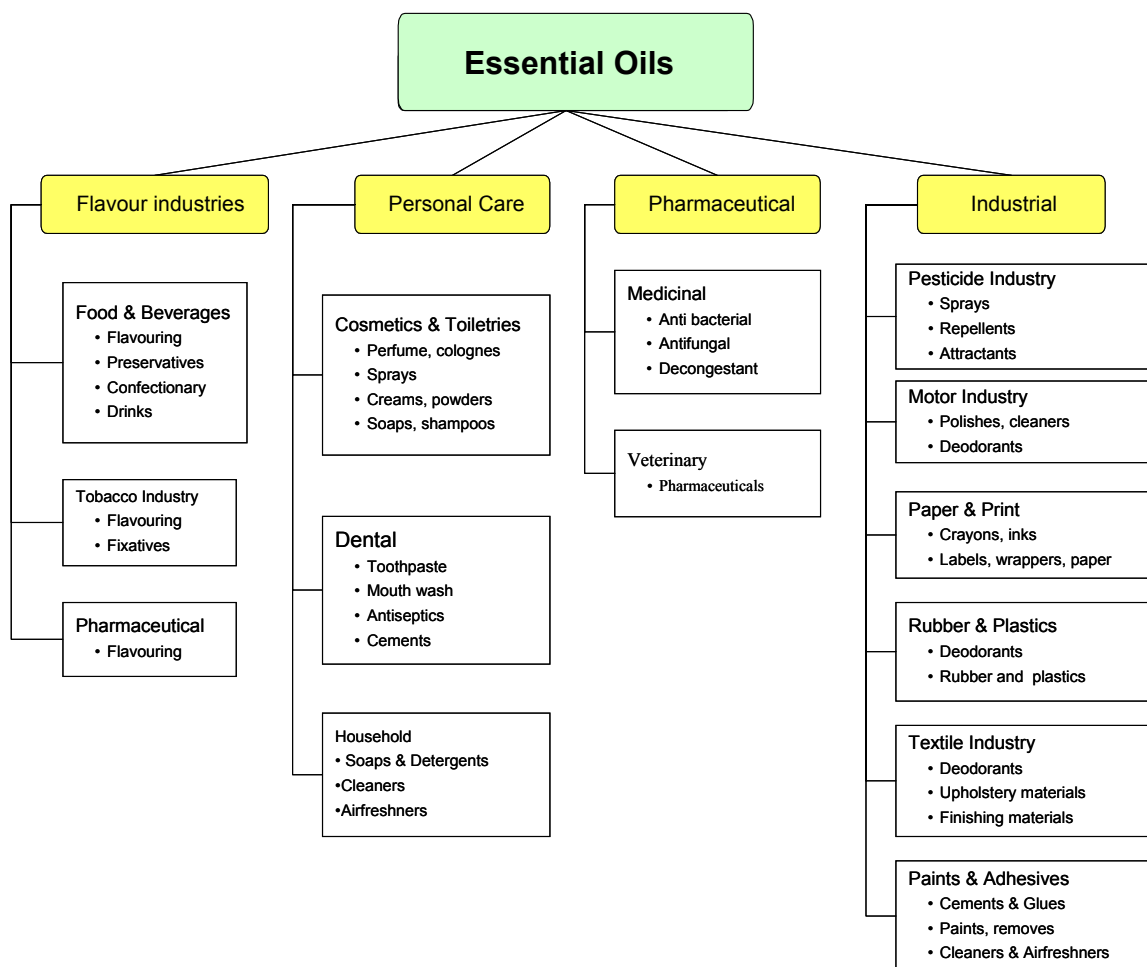 Essential Oils
Flavour industries
Food & Beverages
• Flavouring
• Preservatives
• Confectionary
• Drinks
Tobacco Industry
• Flavouring
• Fixatives
Pharmaceutical
• Flavouring
Personal Care
Cosmetics & Toiletries
• Perfume, colognes
• Sprays
• Creams, powders
• Soaps, shampoos
Dental
• Toothpaste
• Mouth wash
• Antiseptics
• Cements
Household
• Soaps & Detergents
•Cleaners
•Airfreshners
Pharmaceutical
Medicinal
• Anti bacterial
• Antifungal
• Decongestant
Veterinary
• Pharmaceuticals
Industrial
Pesticide Industry
• Sprays
• Repellents
• Attractants
Motor Industry
• Polishes, cleaners
• Deodorants
Paper & Print
• Crayons, inks
• Labels, wrappers, paper
Rubber & Plastics
• Deodorants
• Rubber and plastics
Textile Industry
• Deodorants
• Upholstery materials
• Finishing materials
Paints & Adhesives
• Cements & Glues
• Paints, removes
• Cleaners & Airfreshners